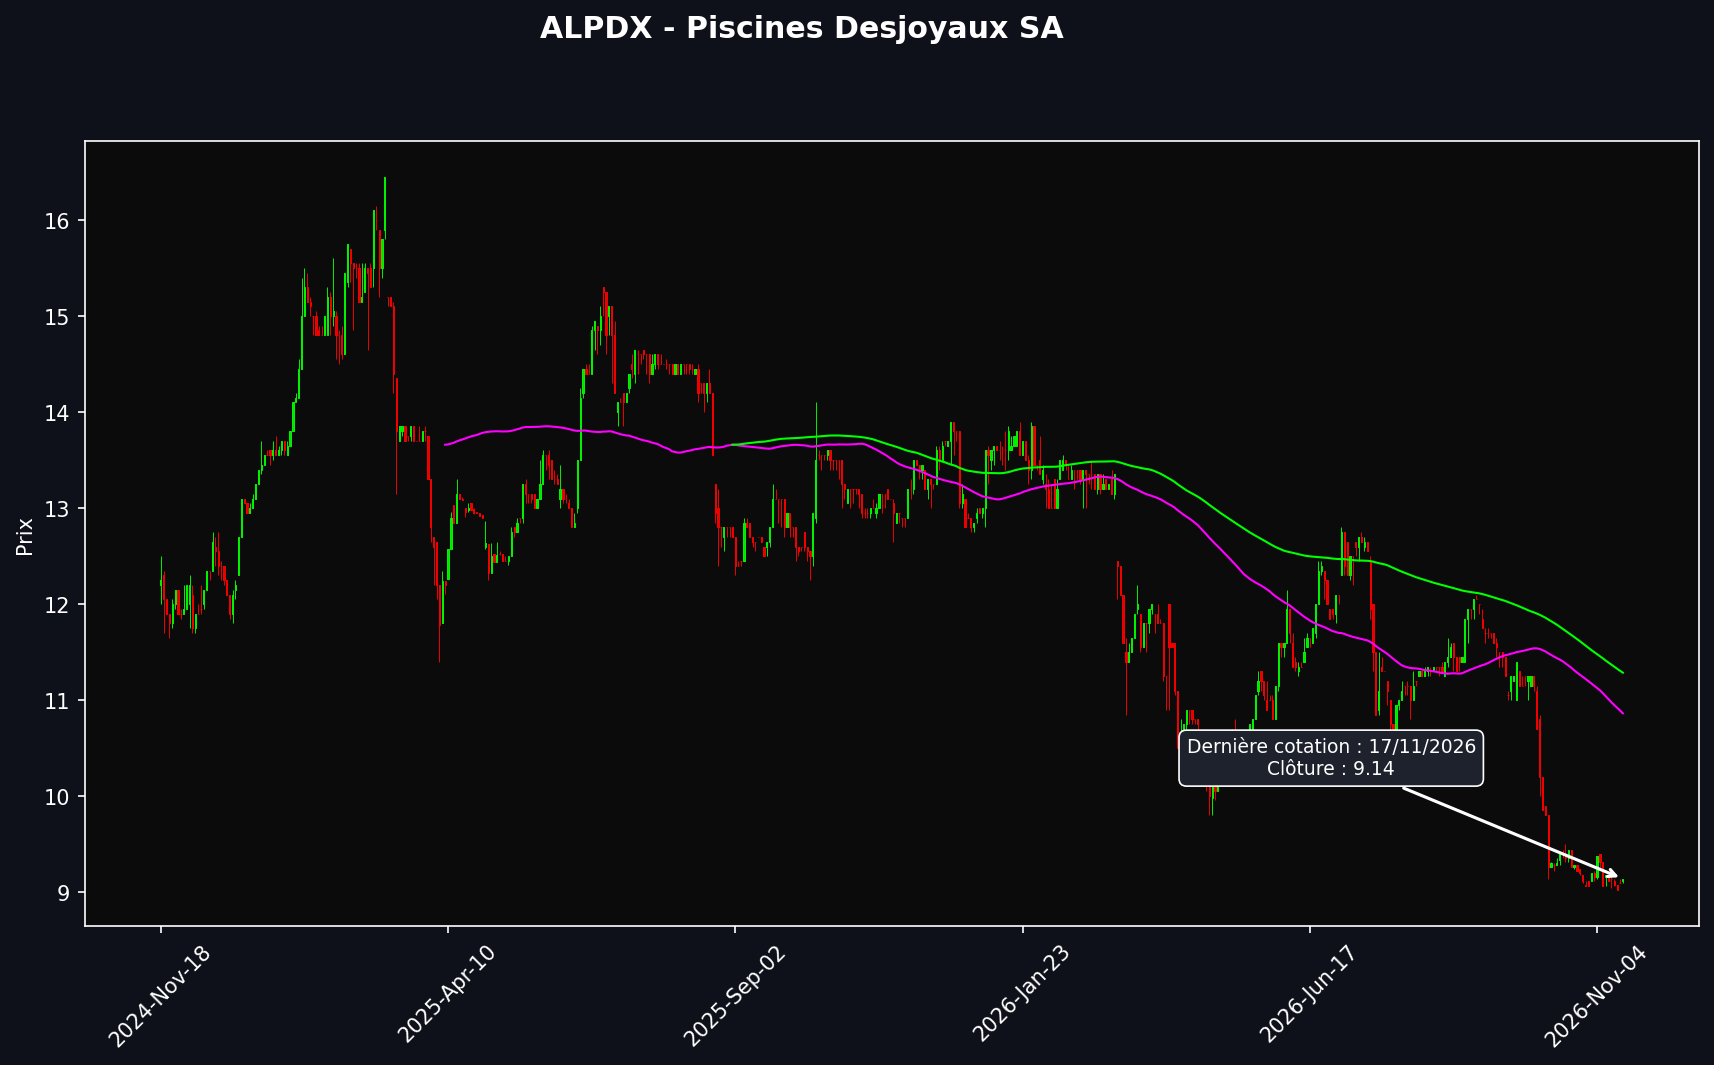 ALPDX - Piscines Desjoyaux SA
Prix
16
15
14
13
12
11
10
9
Dernière cotation : 17/11/2026
Clôture : 9.14
2024-Nov-18
2025-Apr-10
2025-Sep-02
2026-Jan-23
2026-Jun-17
2026-Nov-04